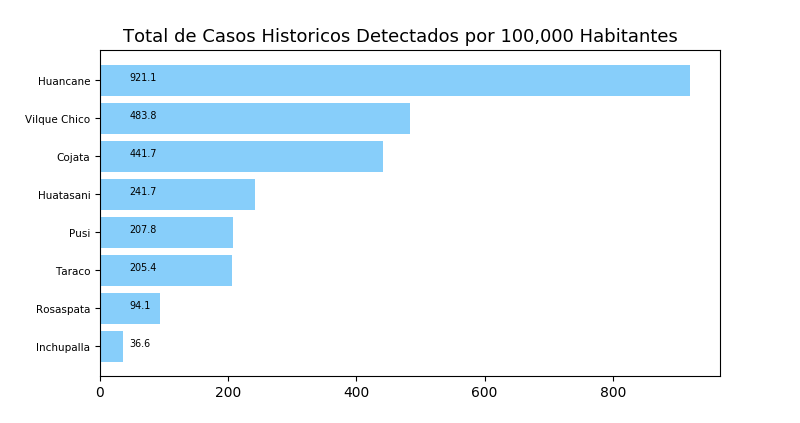 Total de Casos Historicos Detectados por 100,000 Habitantes
Huancane 921.1
Vilque Chico 483.8
Cojata 441.7
Huatasani 241.7
Pusi 207.8
Taraco 205.4
Rosaspata 94.1
Inchupalla 36.6
0 200 400 600 800